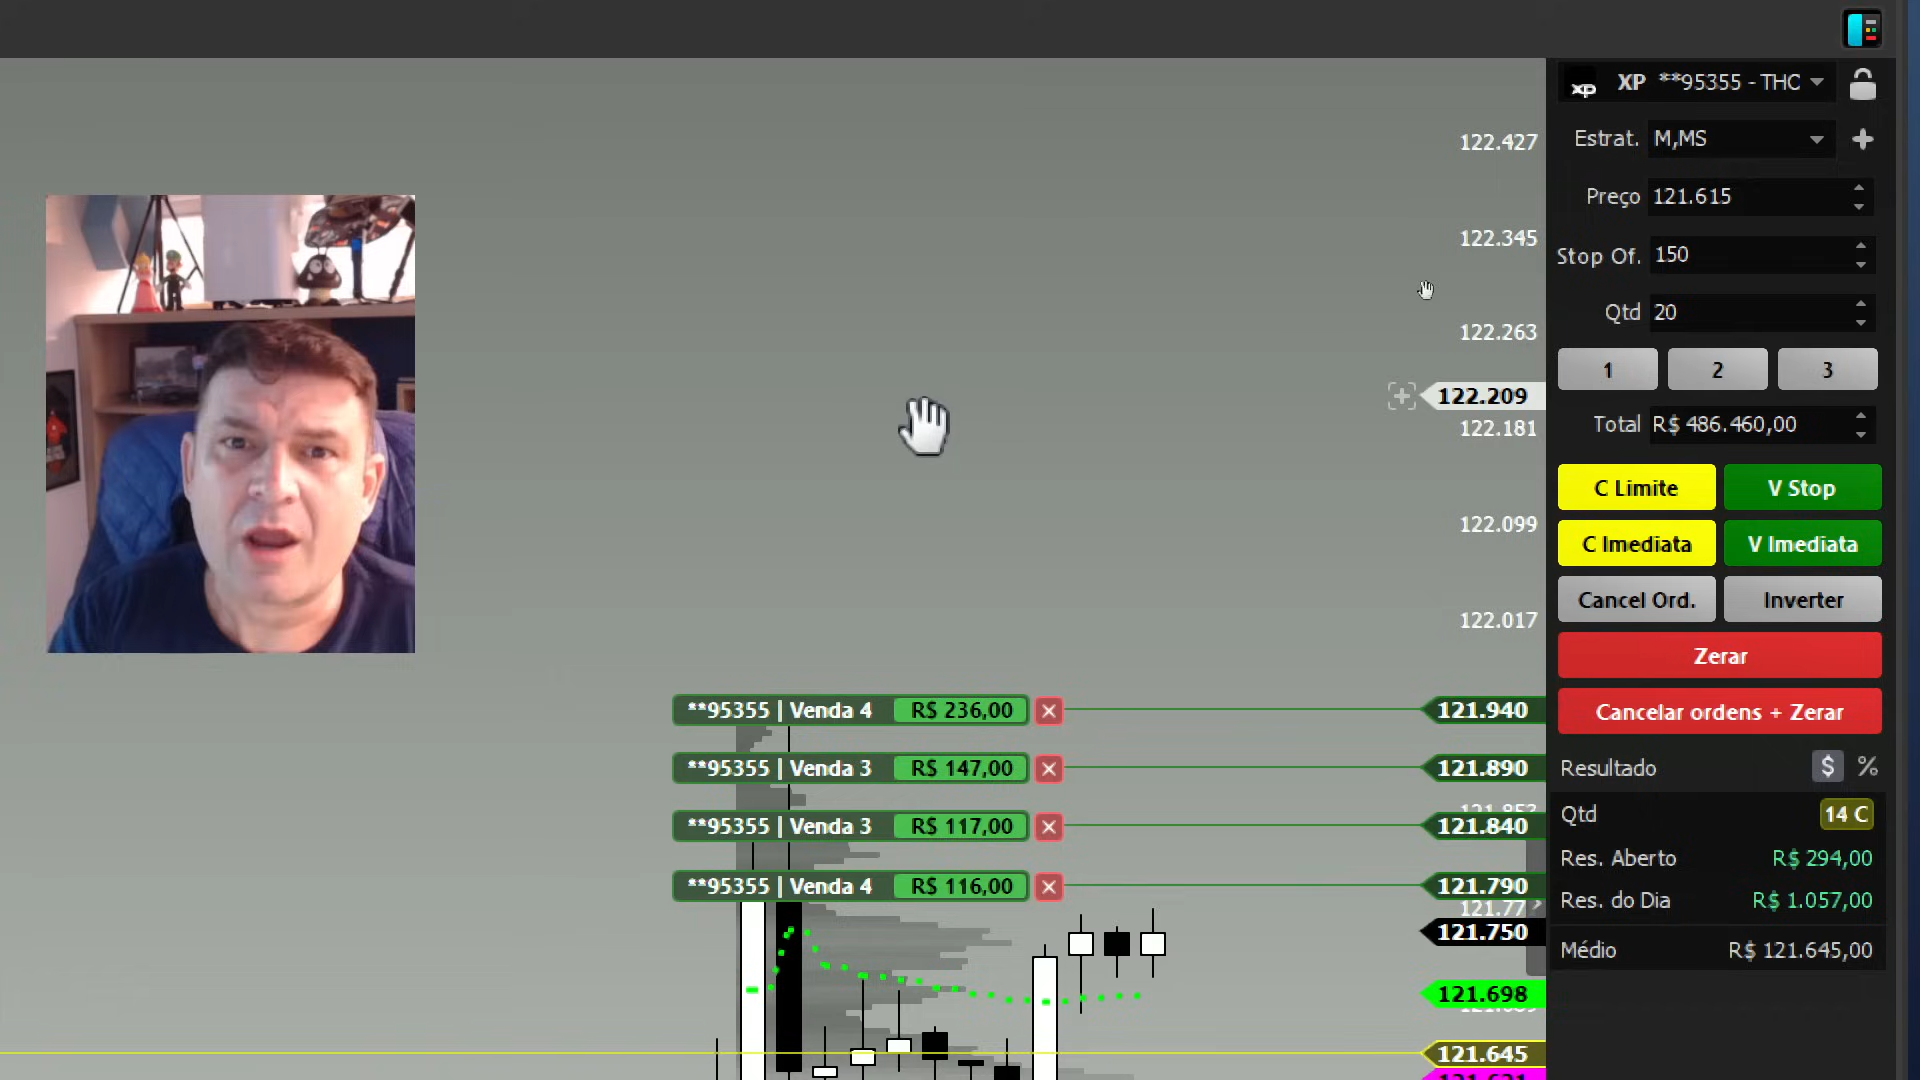 xp XP **95355 - THC
Estrat. M,MS
Preço 121.615
Stop Of. 150
Qtd 20
1 2 3
Total R$ 486.460,00
C Limite V Stop
C Imediata V Imediata
Cancel Ord. Inverter
Zerar
Cancelar ordens + Zerar
Resultado $ %
Qtd 14 C
Res. Aberto R$ 294,00
Res. do Dia R$ 1.057,00
Médio R$ 121.645,00
122.427
122.345
122.263
122.209
122.181
122.099
122.017
**95355 | Venda 4 R$ 236,00 121.940
**95355 | Venda 3 R$ 147,00 121.890
**95355 | Venda 3 R$ 117,00 121.840
**95355 | Venda 4 R$ 116,00 121.790
121.750
121.698
121.645